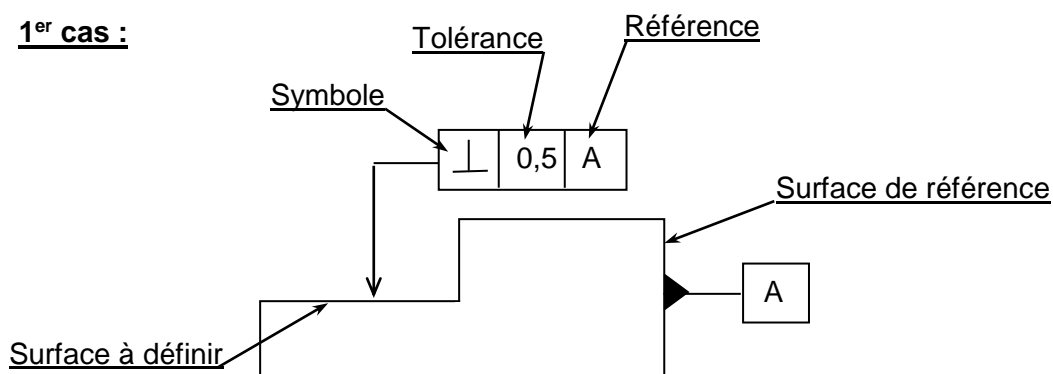 1er cas :
Tolérance
Référence
Symbole
⊥ 0,5 A
Surface de référence
A
Surface à définir